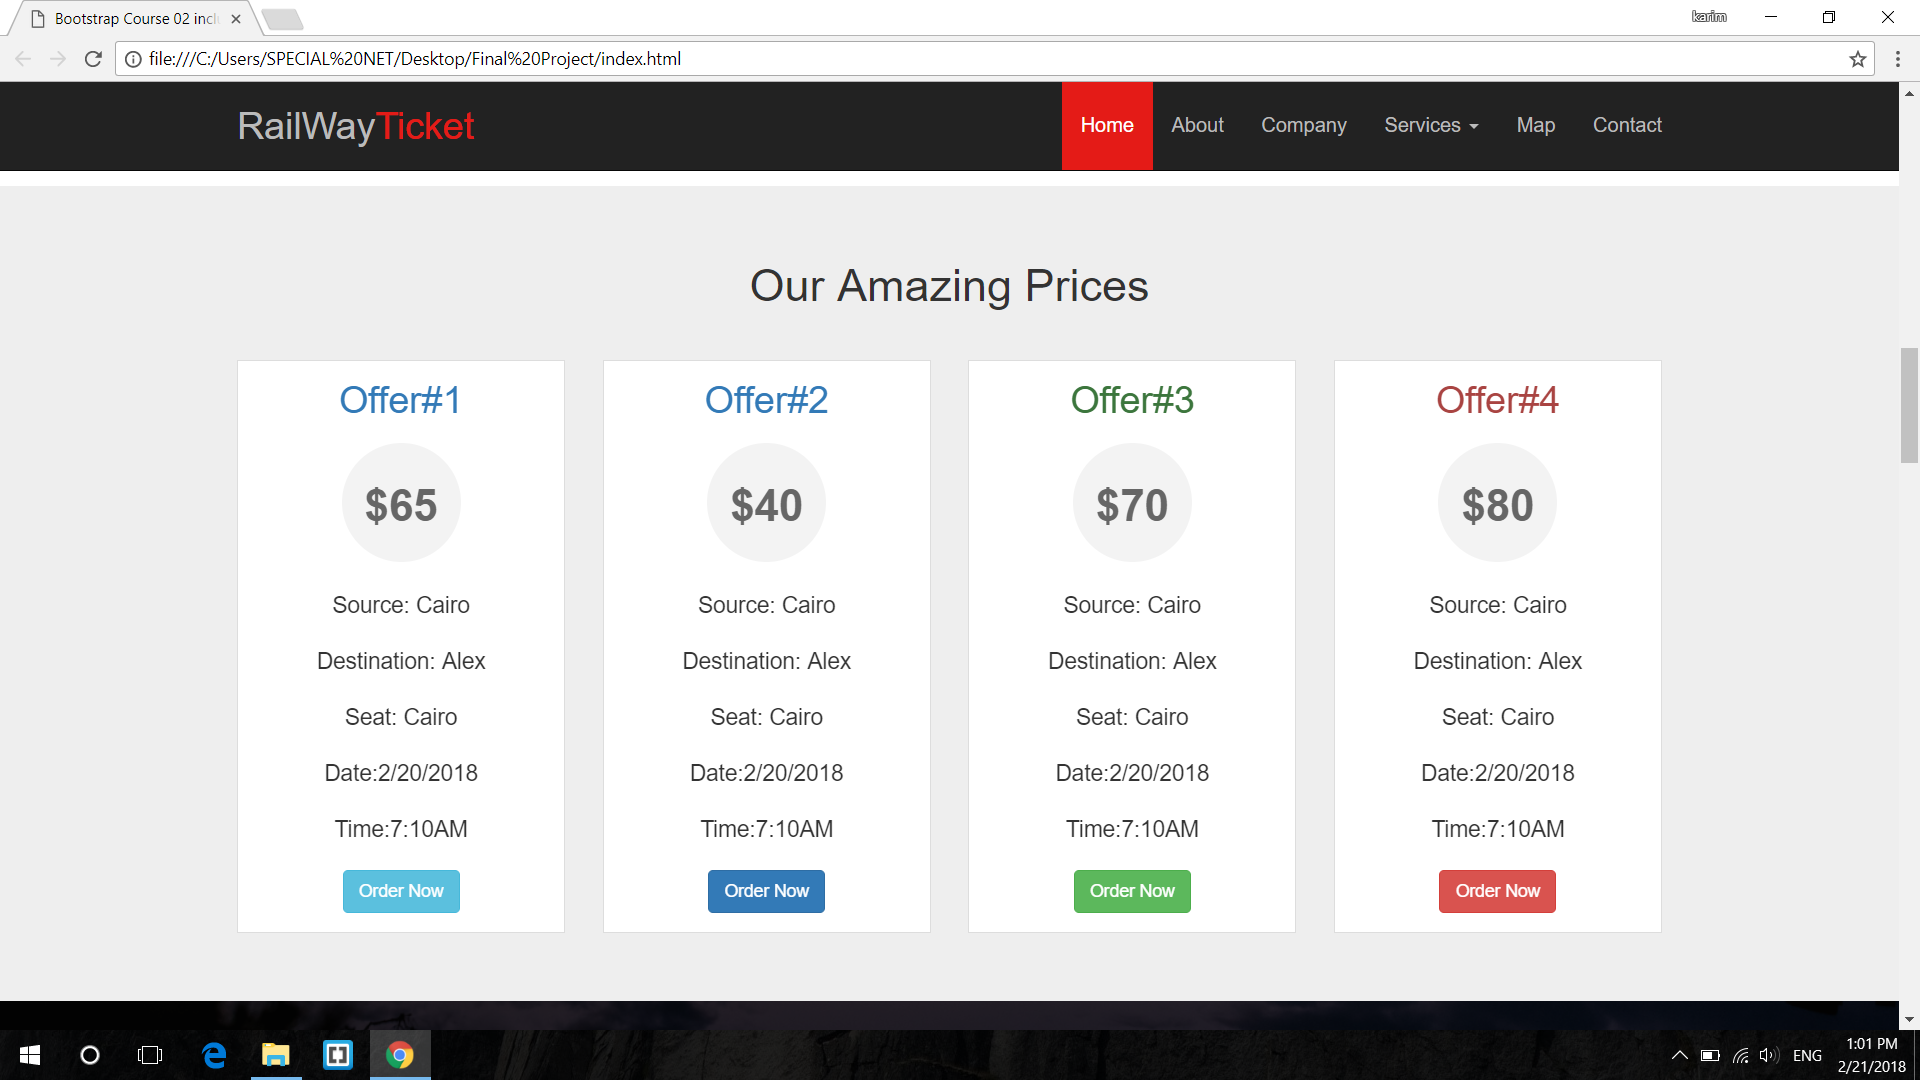 Bootstrap Course 02 incl
karim
file:///C:/Users/SPECIAL%20NET/Desktop/Final%20Project/index.html
RailWayTicket
Home About Company Services Map Contact
Our Amazing Prices
Offer#1 Offer#2 Offer#3 Offer#4
$65 $40 $70 $80
Source: Cairo Source: Cairo Source: Cairo Source: Cairo
Destination: Alex Destination: Alex Destination: Alex Destination: Alex
Seat: Cairo Seat: Cairo Seat: Cairo Seat: Cairo
Date:2/20/2018 Date:2/20/2018 Date:2/20/2018 Date:2/20/2018
Time:7:10AM Time:7:10AM Time:7:10AM Time:7:10AM
Order Now Order Now Order Now Order Now
ENG
1:01 PM
2/21/2018